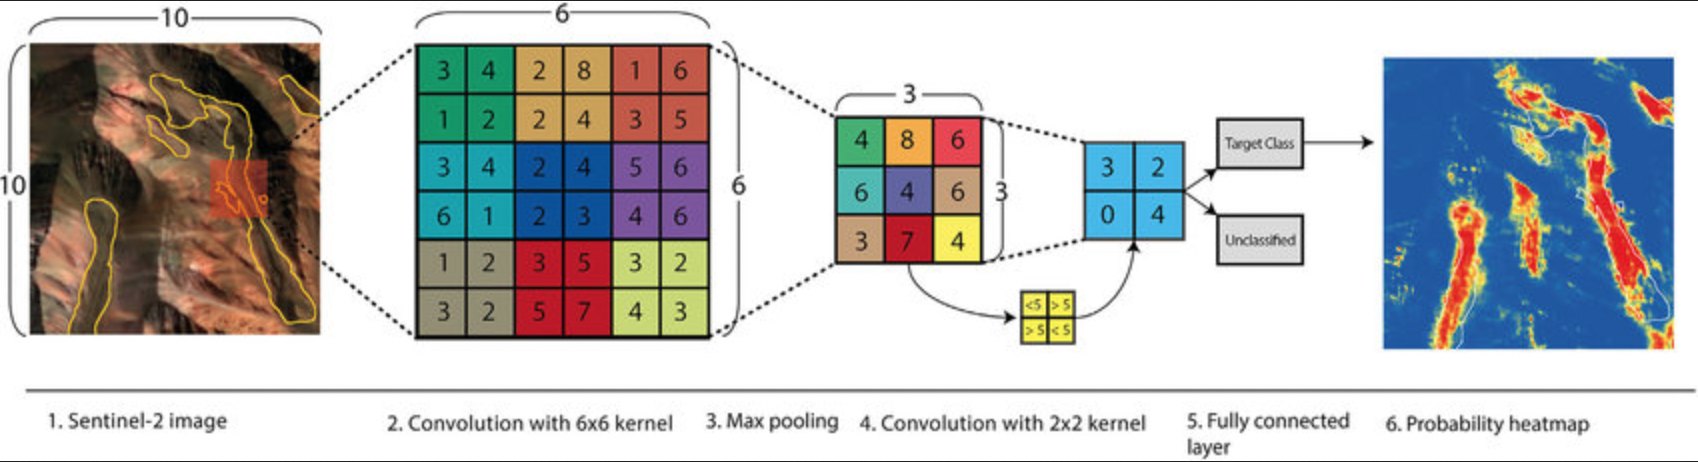 10
6
10
3 4 2 8 1 6
1 2 2 4 3 5
3 4 2 4 5 6
6 1 2 3 4 6
1 2 3 5 3 2
3 2 5 7 4 3
6
3
4 8 6
6 4 6
3 7 4
3
<5 > 5
> 5 < 5
3 2
0 4
Target Class
Unclassified
1. Sentinel-2 image
2. Convolution with 6x6 kernel
3. Max pooling
4. Convolution with 2x2 kernel
5. Fully connected
layer
6. Probability heatmap